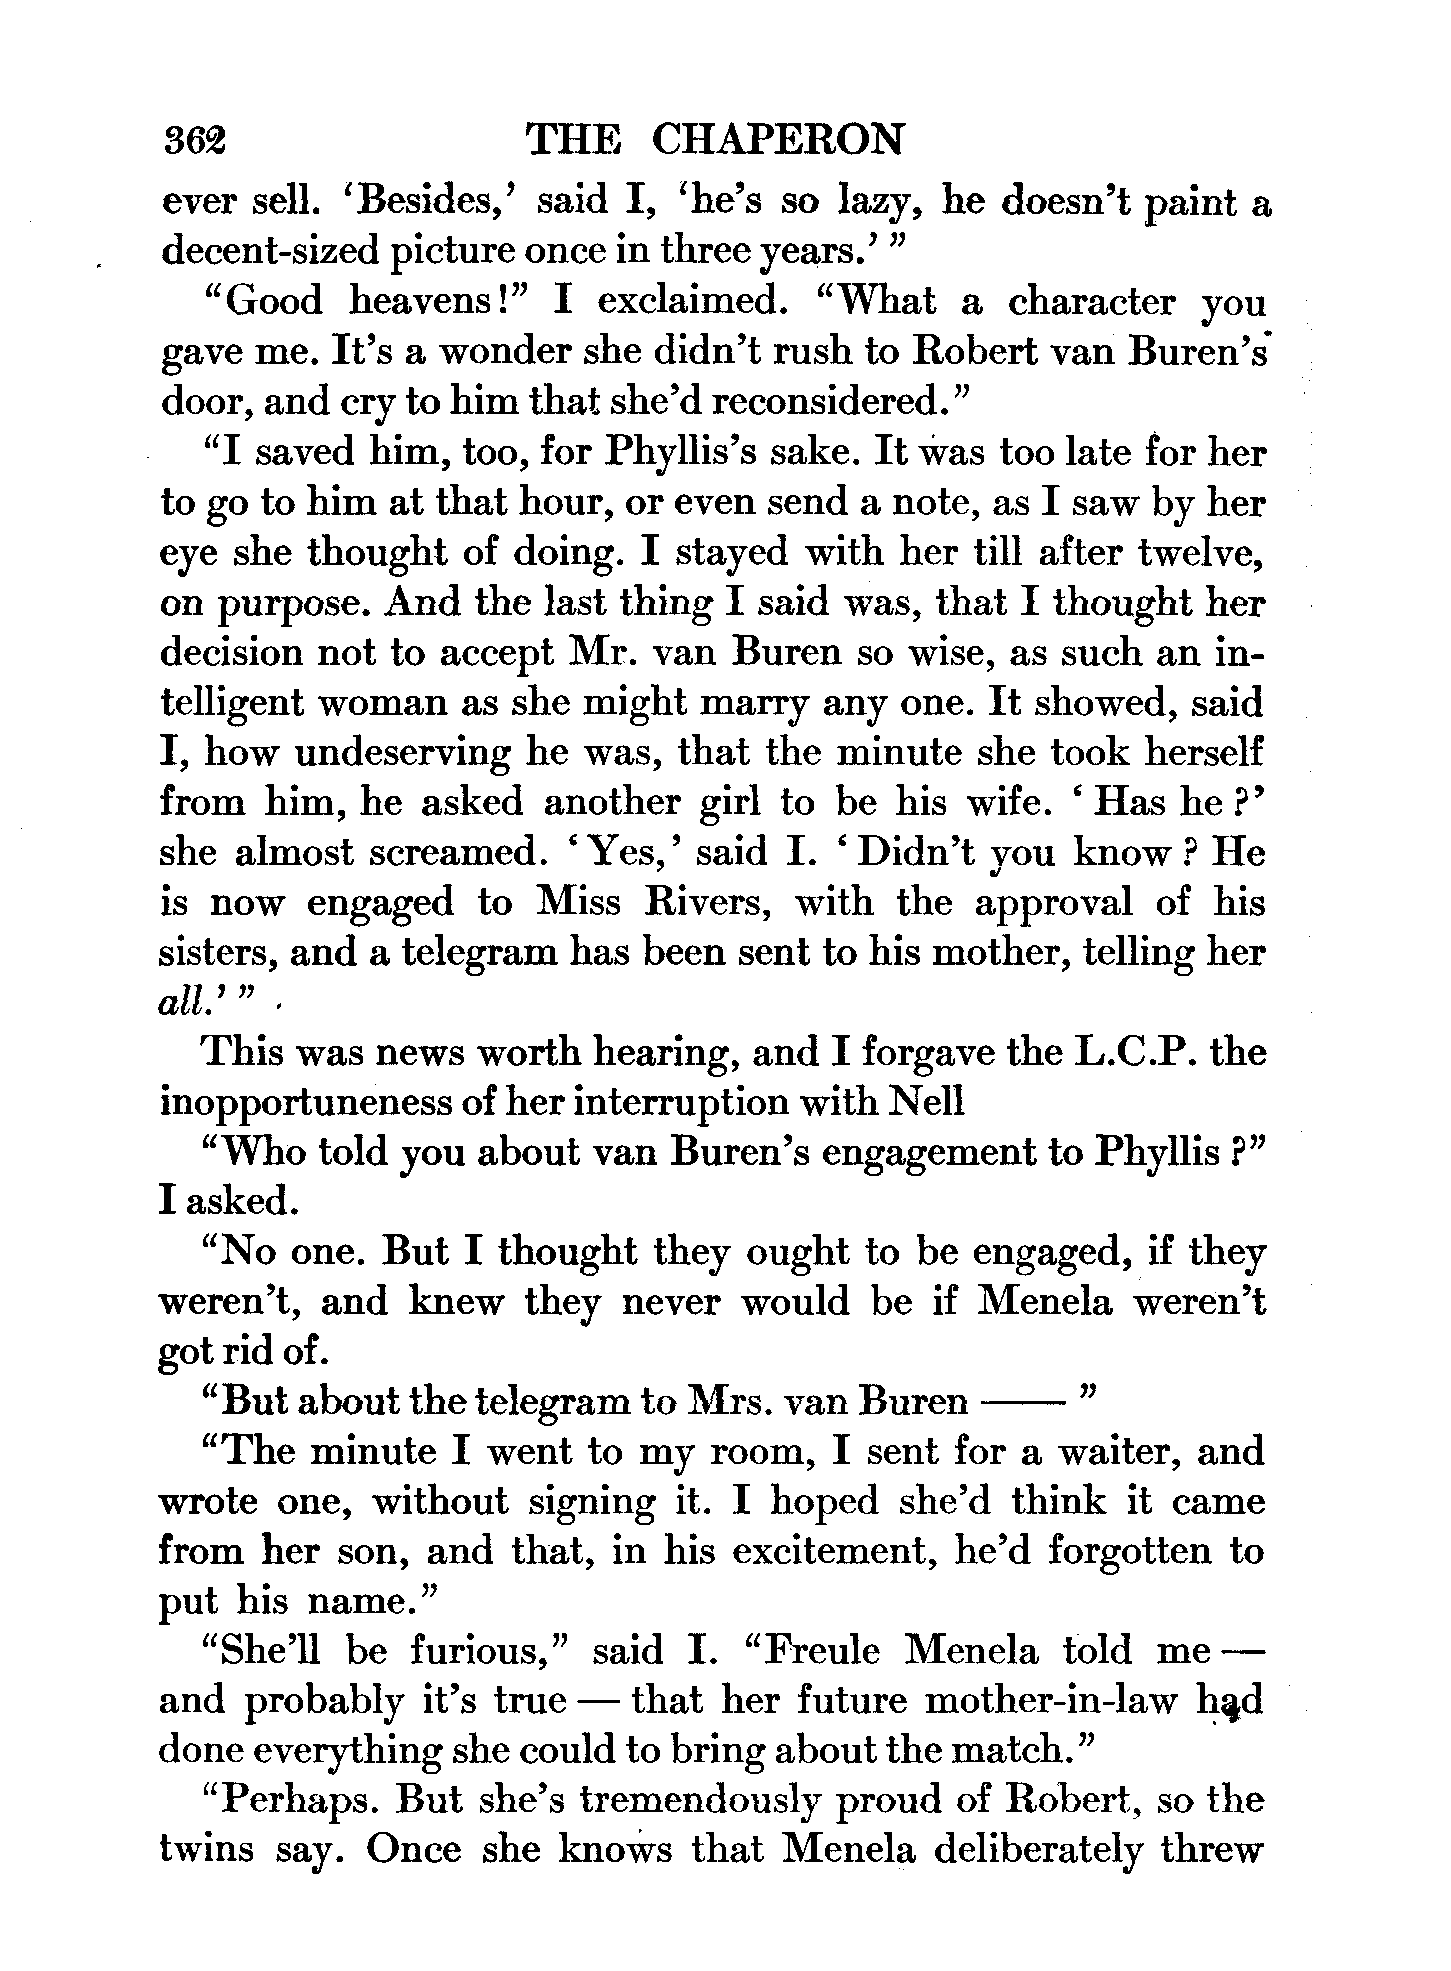 362 THE CHAPERON
ever sell. ‘Besides,’ said I, ‘he’s so lazy, he doesn’t paint a
decent-sized picture once in three years.’ ”
“Good heavens!” I exclaimed. “What a character you
gave me. It’s a wonder she didn’t rush to Robert van Buren’s
door, and cry to him that she’d reconsidered.”
“I saved him, too, for Phyllis’s sake. It was too late for her
to go to him at that hour, or even send a note, as I saw by her
eye she thought of doing. I stayed with her till after twelve,
on purpose. And the last thing I said was, that I thought her
decision not to accept Mr. van Buren so wise, as such an in-
telligent woman as she might marry any one. It showed, said
I, how undeserving he was, that the minute she took herself
from him, he asked another girl to be his wife. ‘Has he?’
she almost screamed. ‘Yes,’ said I. ‘Didn’t you know? He
is now engaged to Miss Rivers, with the approval of his
sisters, and a telegram has been sent to his mother, telling her
all.’ ”
This was news worth hearing, and I forgave the L.C.P. the
inopportuneness of her interruption with Nell
“Who told you about van Buren’s engagement to Phyllis?”
I asked.
“No one. But I thought they ought to be engaged, if they
weren’t, and knew they never would be if Menela weren’t
got rid of.
“But about the telegram to Mrs. van Buren —— ”
“The minute I went to my room, I sent for a waiter, and
wrote one, without signing it. I hoped she’d think it came
from her son, and that, in his excitement, he’d forgotten to
put his name.”
“She’ll be furious,” said I. “Freule Menela told me —
and probably it’s true — that her future mother-in-law had
done everything she could to bring about the match.”
“Perhaps. But she’s tremendously proud of Robert, so the
twins say. Once she knows that Menela deliberately threw